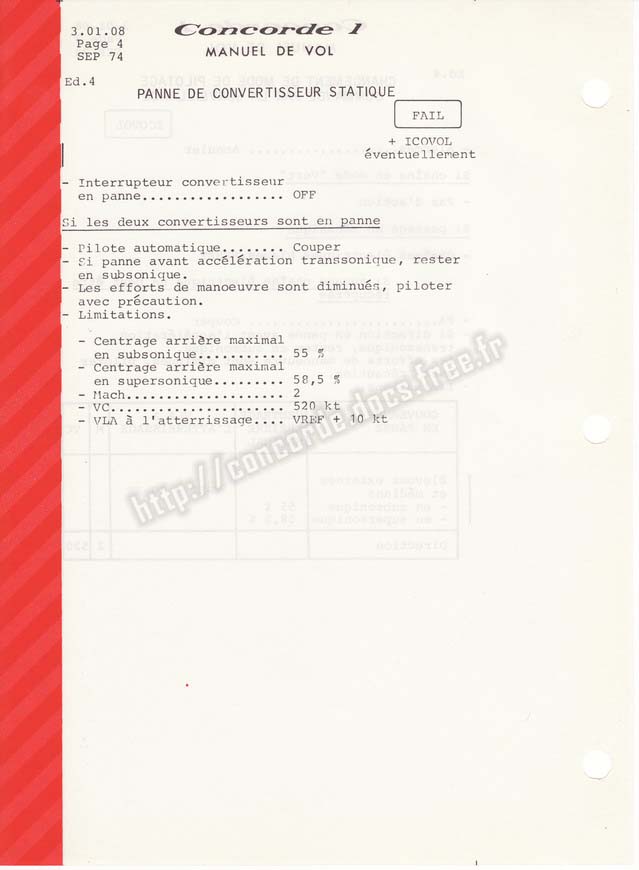 3.01.08
Page 4
SEP 74
Concorde 1
MANUEL DE VOL
Ed.4
PANNE DE CONVERTISSEUR STATIQUE
FAIL
+ ICOVOL
éventuellement
- Interrupteur convertisseur
en panne................. OFF
Si les deux convertisseurs sont en panne
- Pilote automatique........ Couper
- Si panne avant accélération transsonique, rester
en subsonique.
- Les efforts de manoeuvre sont diminués, piloter
avec précaution.
- Limitations.
- Centrage arrière maximal
en subsonique........... 55 %
- Centrage arrière maximal
en supersonique......... 58,5 %
- Mach.................... 2
- VC...................... 520 kt
- VLA à l'atterrissage.... VREF + 10 kt
http://concorde.docs.free.fr